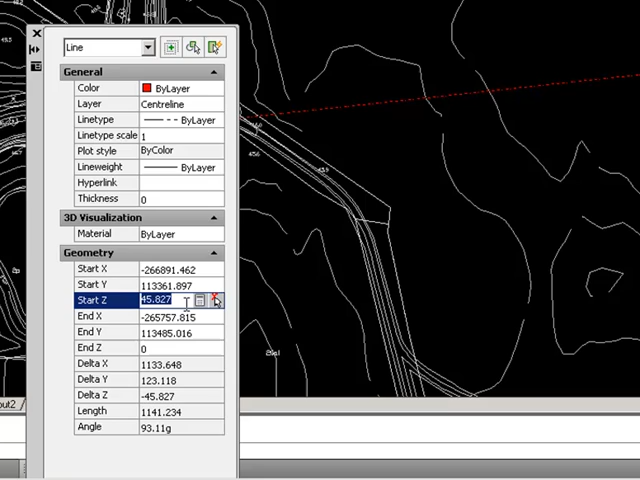 Line
General
Color ByLayer
Layer Centreline
Linetype ByLayer
Linetype scale 1
Plot style ByColor
Lineweight ByLayer
Hyperlink
Thickness 0
3D Visualization
Material ByLayer
Geometry
Start X -266891.462
Start Y 113361.897
Start Z 45.827
End X -265757.815
End Y 113485.016
End Z 0
Delta X 1133.648
Delta Y 123.118
Delta Z -45.827
Length 1141.234
Angle 93.11g
out2